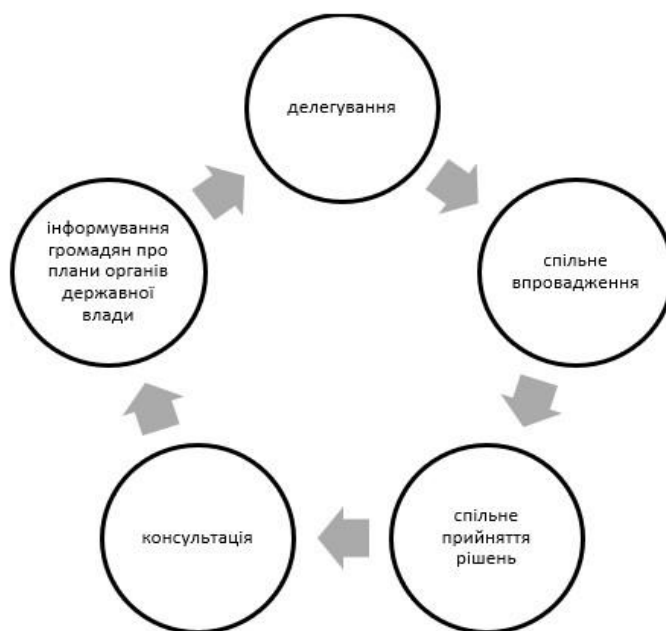 делегування
спільне
впровадження
спільне
прийняття
рішень
консультація
інформування
громадян про
плани органів
державної
влади